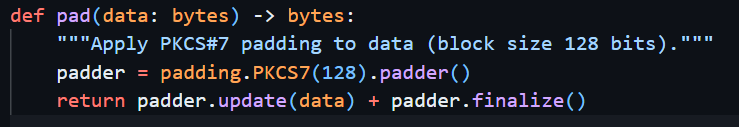 def pad(data: bytes) -> bytes:
    """Apply PKCS#7 padding to data (block size 128 bits)."""
    padder = padding.PKCS7(128).padder()
    return padder.update(data) + padder.finalize()